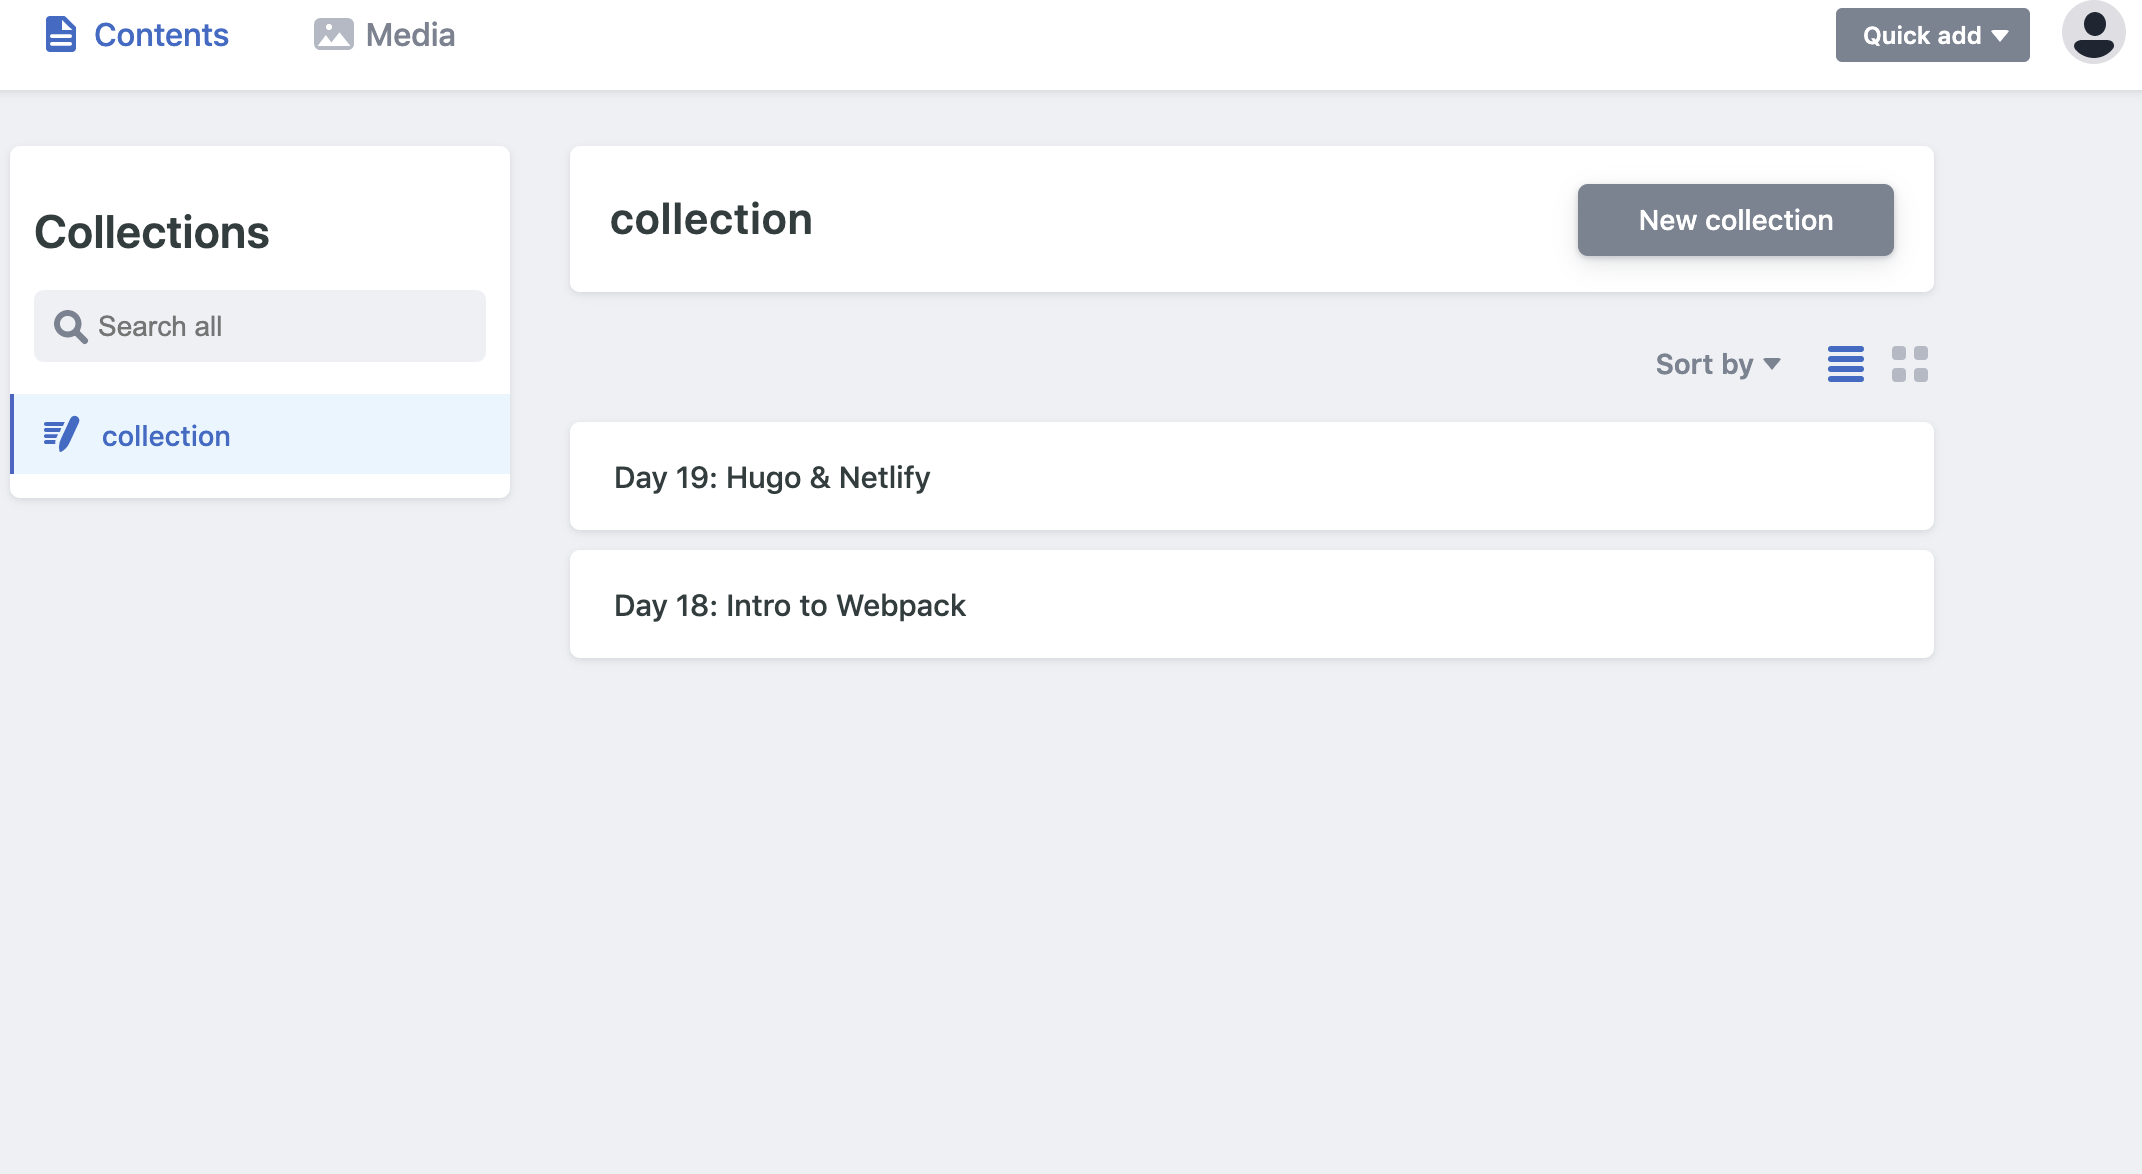 Contents
Media
Quick add
Collections
Search all
collection
collection
New collection
Sort by
Day 19: Hugo & Netlify
Day 18: Intro to Webpack